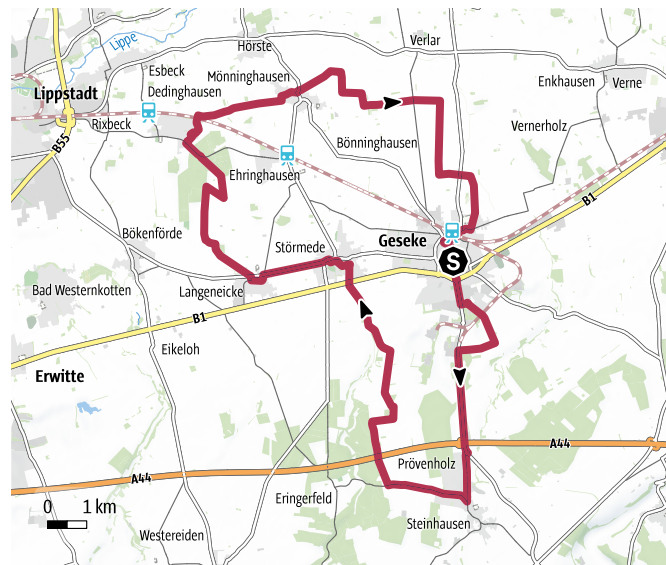 Verlar
Hörste
Lippe
Esbeck
Mönninghausen
Dedinghausen
Enkhausen
Verne
Lippstadt
Rixbeck
Vernerholz
B55
Bönninghausen
Ehringhausen
B1
Bökenförde
Störmede
Geseke
S
Bad Westernkotten
Langeneicke
B1
Eikeloh
Erwitte
A44
Prövenholz
A44
Eringerfeld
0 1 km
Steinhausen
Westereiden